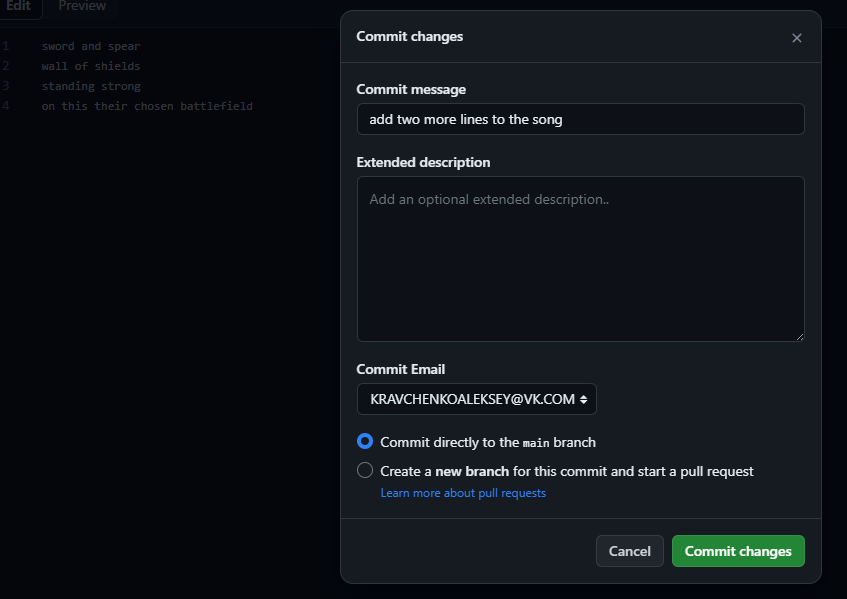 Edit
Preview
1 sword and spear
2 wall of shields
3 standing strong
4 on this their chosen battlefield
Commit changes
Commit message
add two more lines to the song
Extended description
Add an optional extended description..
Commit Email
KRAVCHENKOALEKSEY@VK.COM
Commit directly to the main branch
Create a new branch for this commit and start a pull request
Learn more about pull requests
Cancel
Commit changes